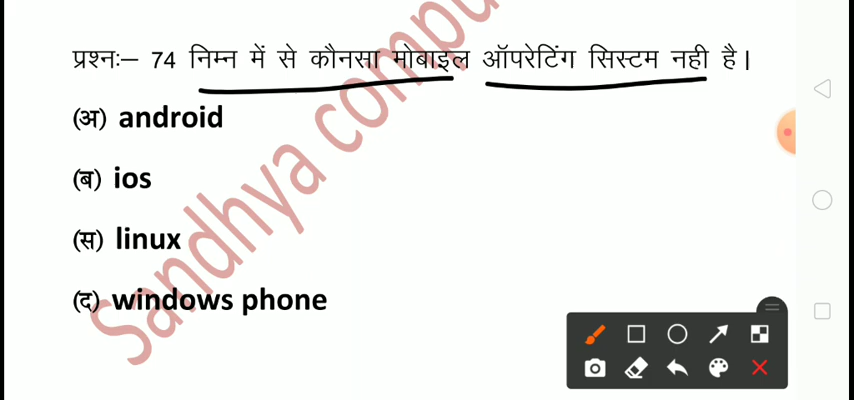 प्रश्नः– 74 निम्न में से कौनसा मोबाइल ऑपरेटिंग सिस्टम नही है।
(अ) android
(ब) ios
(स) linux
(द) windows phone
Sandhya compu